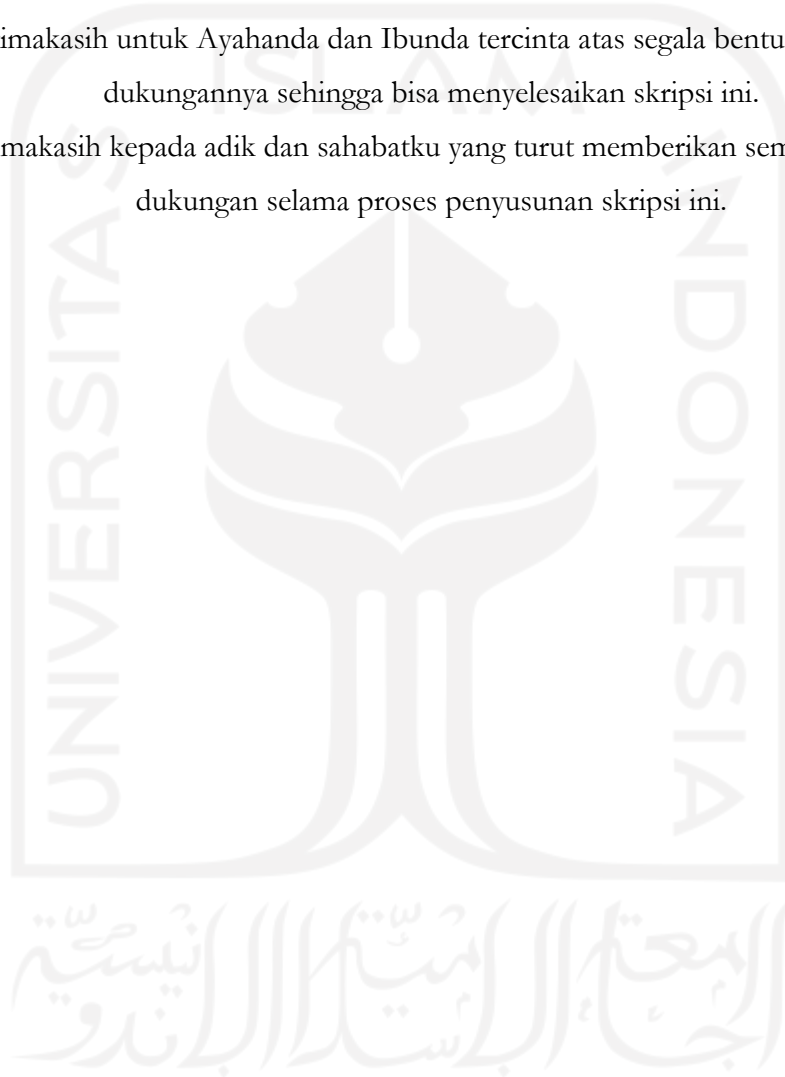 imakasih untuk Ayahanda dan Ibunda tercinta atas segala bentu
dukungannya sehingga bisa menyelesaikan skripsi ini.
makasih kepada adik dan sahabatku yang turut memberikan sem
dukungan selama proses penyusunan skripsi ini.
ISLAM
UNIVERSITAS
INDONESIA